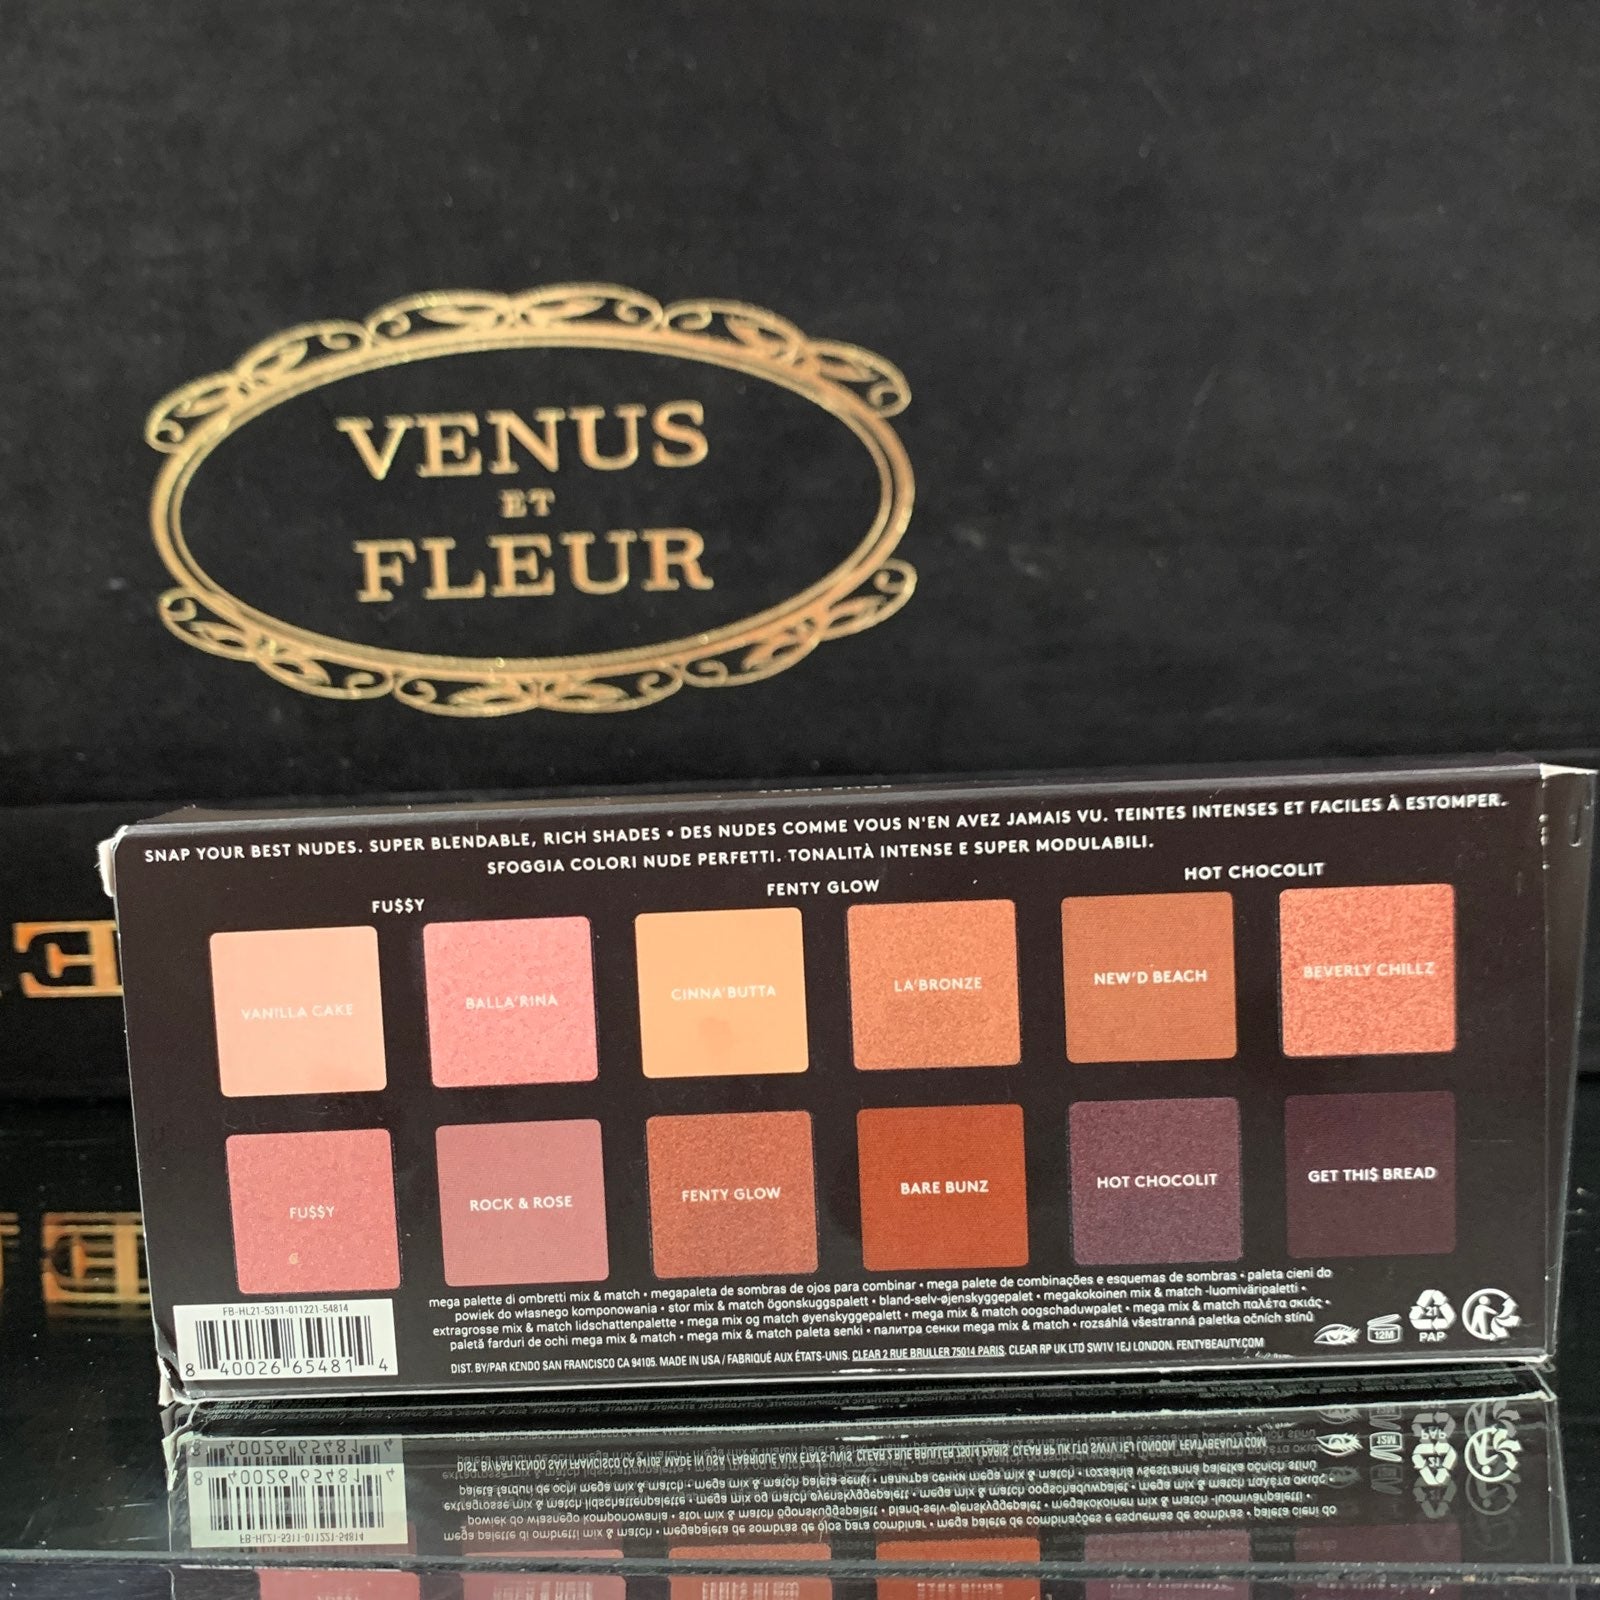 VENUS
ET
FLEUR
SNAP YOUR BEST NUDES. SUPER BLENDABLE, RICH SHADES • DES NUDES COMME VOUS N'EN AVEZ JAMAIS VU. TEINTES INTENSES ET FACILES À ESTOMPER.
SFOGGIA COLORI NUDE PERFETTI. TONALITÀ INTENSE E SUPER MODULABILI.
FU$$Y
FENTY GLOW
HOT CHOCOLIT
VANILLA CAKE
BALLA'RINA
CINNA'BUTTA
LA'BRONZE
NEW'D BEACH
BEVERLY CHILLZ
FU$$Y
ROCK & ROSE
FENTY GLOW
BARE BUNZ
HOT CHOCOLIT
GET THI$ BREAD
mega palette di ombretti mix & match • megapaleta de sombras de ojos para combinar • mega palete de combinações e esquemas de sombras • paleta cieni do
powiek do własnego komponowania • stor mix & match ögonskuggspalett • bland-selv-øjenskyggepalet • megakokoinen mix & match -luomiväripaletti •
extragrosse mix & match lidschattenpalette • mega mix og match øyenskyggepalett • mega mix & match oogschaduwpalet • mega mix & match παλέτα σκιάς •
paletă farduri de ochi mega mix & match • mega mix & match paleta senki • палитра сенки mega mix & match • rozsáhlá všestranná paletka očních stínů
DIST. BY/PAR KENDO SAN FRANCISCO CA 94105. MADE IN USA / FABRIQUÉ AUX ÉTATS-UNIS. CLEAR 2 RUE BRULLER 75014 PARIS. CLEAR RP UK LTD SW1V 1EJ LONDON. FENTYBEAUTY.COM
FB-HL21-5311-011221-54814
8 40026 65481 4
12M
21
PAP